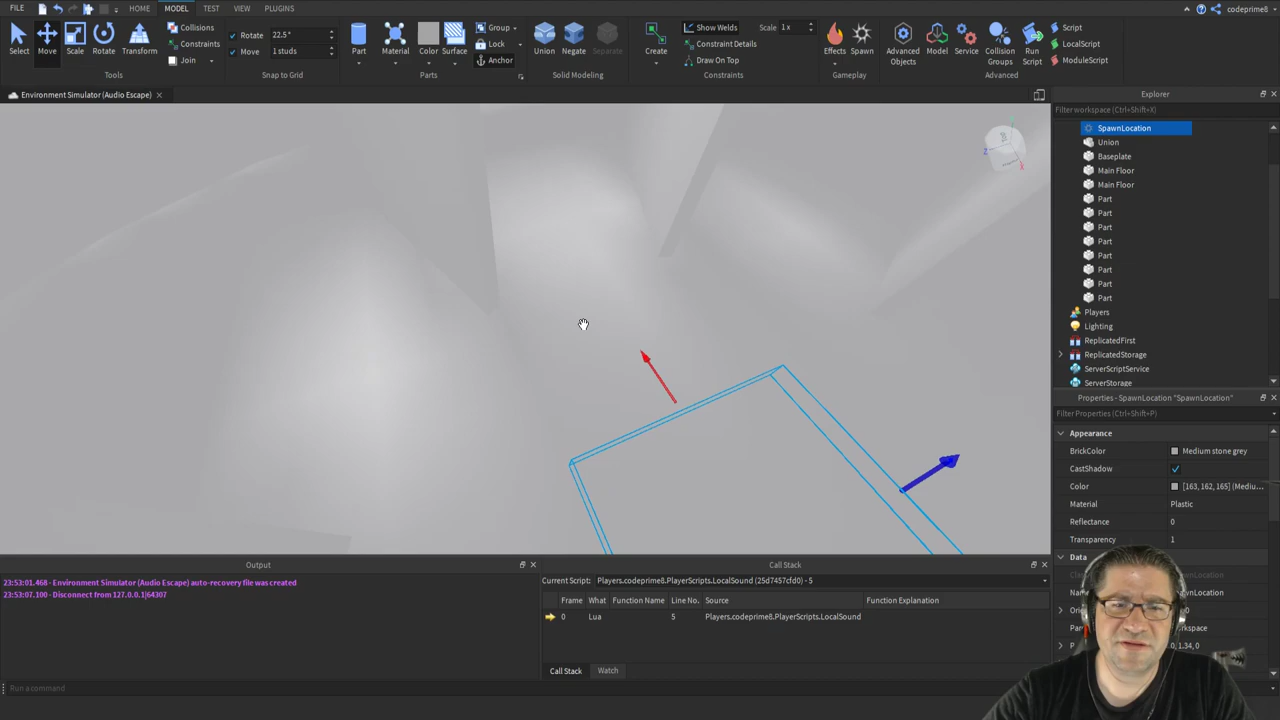 FILE HOME MODEL TEST VIEW PLUGINS codeprime8
Select Move Scale Rotate Transform
Collisions
Constraints
Join
Tools
Rotate 22.5°
Move 1 studs
Snap to Grid
Part Material Color Surface
Group
Lock
Anchor
Parts
Union Negate Separate
Solid Modeling
Create
Show Welds
Constraint Details
Draw On Top
Scale 1x
Constraints
Effects Spawn
Gameplay
Advanced Objects
Model
Service
Collision Groups
Run Script
Script
LocalScript
ModuleScript
Advanced
Environment Simulator (Audio Escape)
Explorer
Filter workspace (Ctrl+Shift+X)
SpawnLocation
Union
Baseplate
Main Floor
Main Floor
Part
Part
Part
Part
Part
Part
Part
Part
Players
Lighting
ReplicatedFirst
ReplicatedStorage
ServerScriptService
ServerStorage
Properties - SpawnLocation "SpawnLocation"
Filter Properties (Ctrl+Shift+P)
Appearance
BrickColor Medium stone grey
CastShadow
Color [163, 162, 165] (Mediu...
Material Plastic
Reflectance 0
Transparency 1
Data
Output
23:53:01.468 - Environment Simulator (Audio Escape) auto-recovery file was created
23:53:07.100 - Disconnect from 127.0.0.1|64307
Call Stack
Current Script: Players.codeprime8.PlayerScripts.LocalSound (25d7457cfd0) - 5
Frame What Function Name Line No. Source Function Explanation
0 Lua 5 Players.codeprime8.PlayerScripts.LocalSound
Call Stack Watch
Run a command